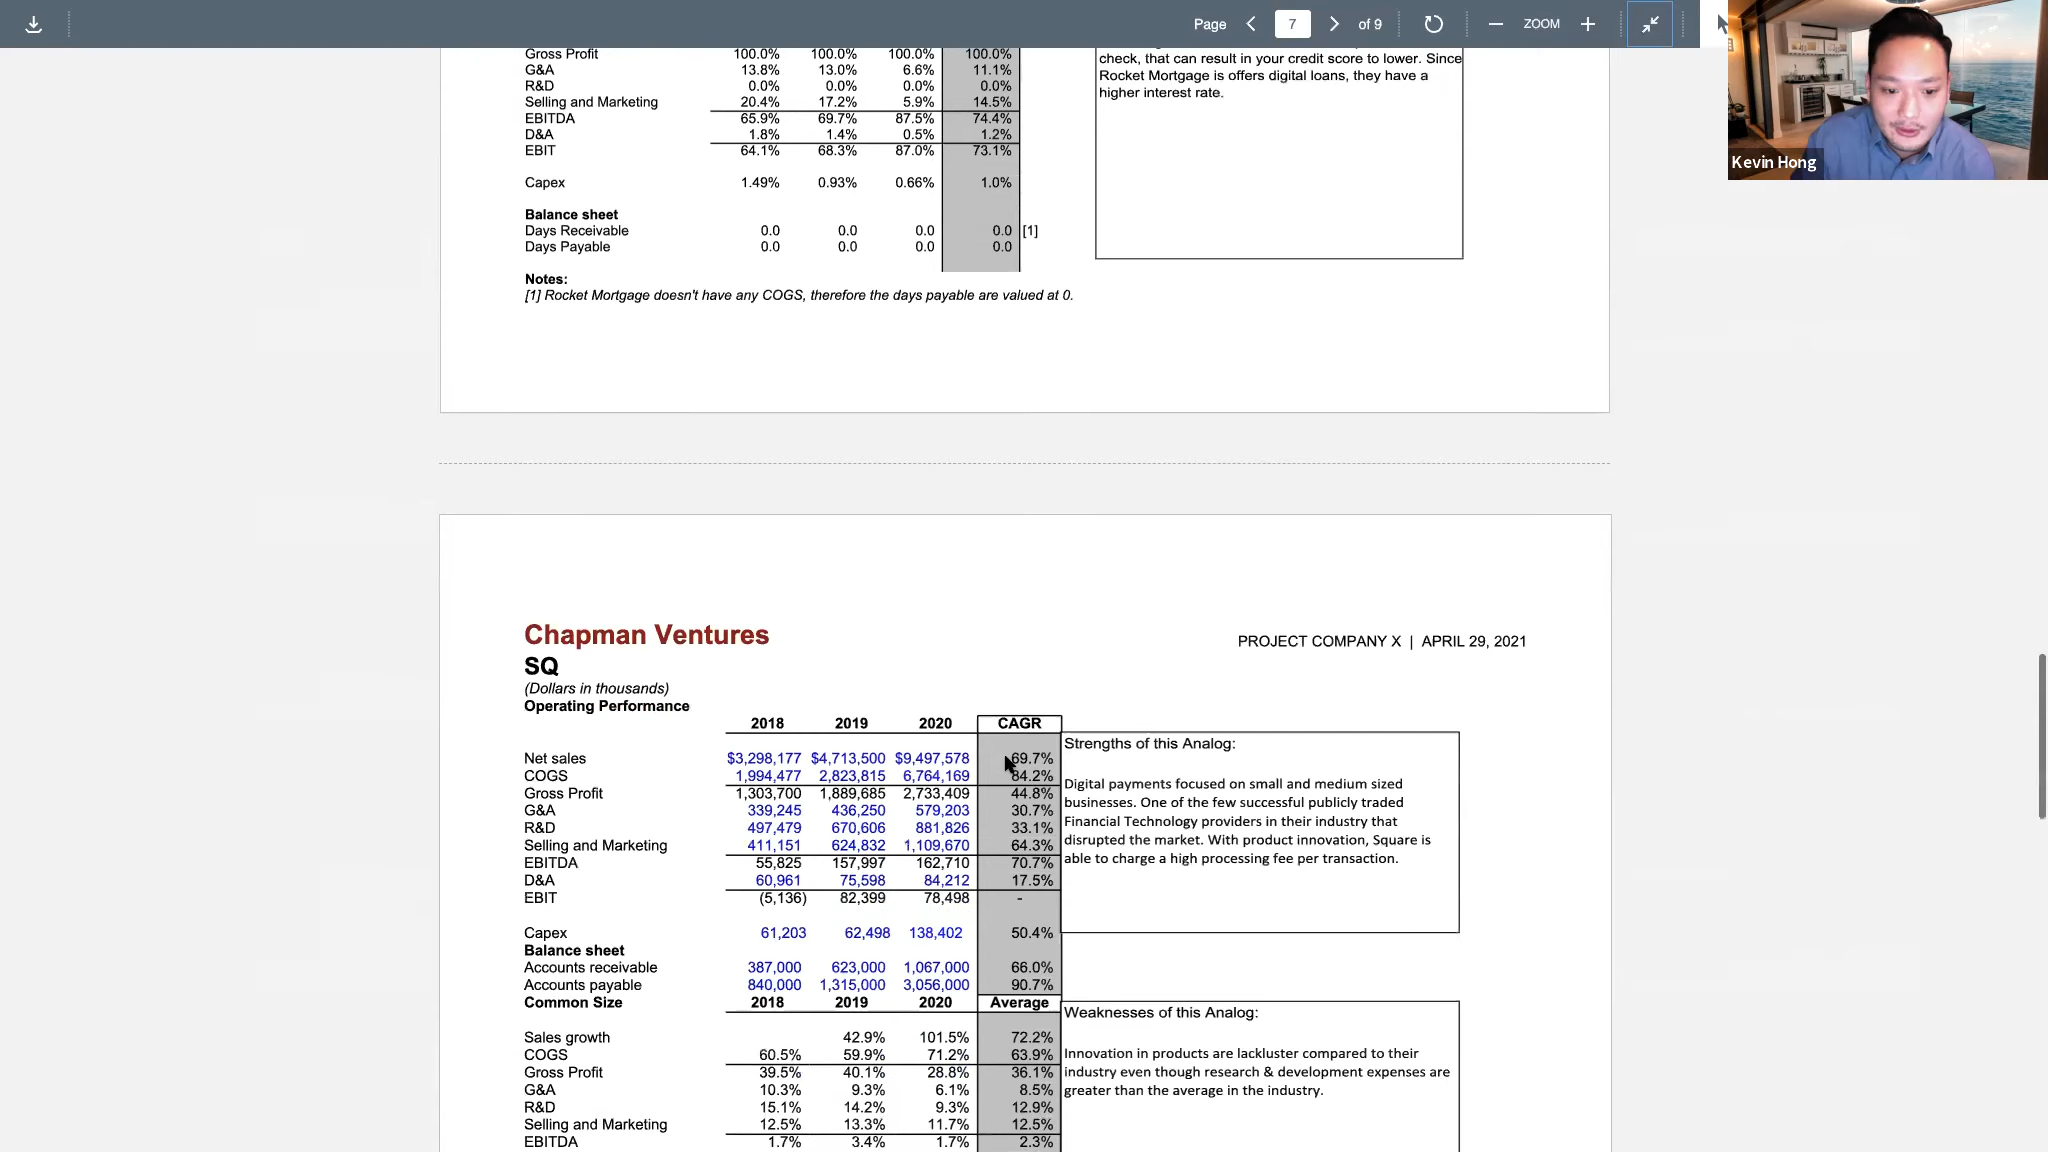 Page 7 of 9 ZOOM
Gross Profit 100.0% 100.0% 100.0% 100.0%
G&A 13.8% 13.0% 6.6% 11.1%
R&D 0.0% 0.0% 0.0% 0.0%
Selling and Marketing 20.4% 17.2% 5.9% 14.5%
EBITDA 65.9% 69.7% 87.5% 74.4%
D&A 1.8% 1.4% 0.5% 1.2%
EBIT 64.1% 68.3% 87.0% 73.1%
Capex 1.49% 0.93% 0.66% 1.0%
Balance sheet
Days Receivable 0.0 0.0 0.0 0.0 [1]
Days Payable 0.0 0.0 0.0 0.0
Notes:
[1] Rocket Mortgage doesn't have any COGS, therefore the days payable are valued at 0.
check, that can result in your credit score to lower. Since
Rocket Mortgage is offers digital loans, they have a
higher interest rate.
Kevin Hong
Chapman Ventures
PROJECT COMPANY X | APRIL 29, 2021
SQ
(Dollars in thousands)
Operating Performance
2018 2019 2020 CAGR
Net sales $3,298,177 $4,713,500 $9,497,578 69.7%
COGS 1,994,477 2,823,815 6,764,169 84.2%
Gross Profit 1,303,700 1,889,685 2,733,409 44.8%
G&A 339,245 436,250 579,203 30.7%
R&D 497,479 670,606 881,826 33.1%
Selling and Marketing 411,151 624,832 1,109,670 64.3%
EBITDA 55,825 157,997 162,710 70.7%
D&A 60,961 75,598 84,212 17.5%
EBIT (5,136) 82,399 78,498 -
Capex 61,203 62,498 138,402 50.4%
Balance sheet
Accounts receivable 387,000 623,000 1,067,000 66.0%
Accounts payable 840,000 1,315,000 3,056,000 90.7%
Common Size 2018 2019 2020 Average
Sales growth 42.9% 101.5% 72.2%
COGS 60.5% 59.9% 71.2% 63.9%
Gross Profit 39.5% 40.1% 28.8% 36.1%
G&A 10.3% 9.3% 6.1% 8.5%
R&D 15.1% 14.2% 9.3% 12.9%
Selling and Marketing 12.5% 13.3% 11.7% 12.5%
EBITDA 1.7% 3.4% 1.7% 2.3%
Strengths of this Analog:
Digital payments focused on small and medium sized
businesses. One of the few successful publicly traded
Financial Technology providers in their industry that
disrupted the market. With product innovation, Square is
able to charge a high processing fee per transaction.
Weaknesses of this Analog:
Innovation in products are lackluster compared to their
industry even though research & development expenses are
greater than the average in the industry.